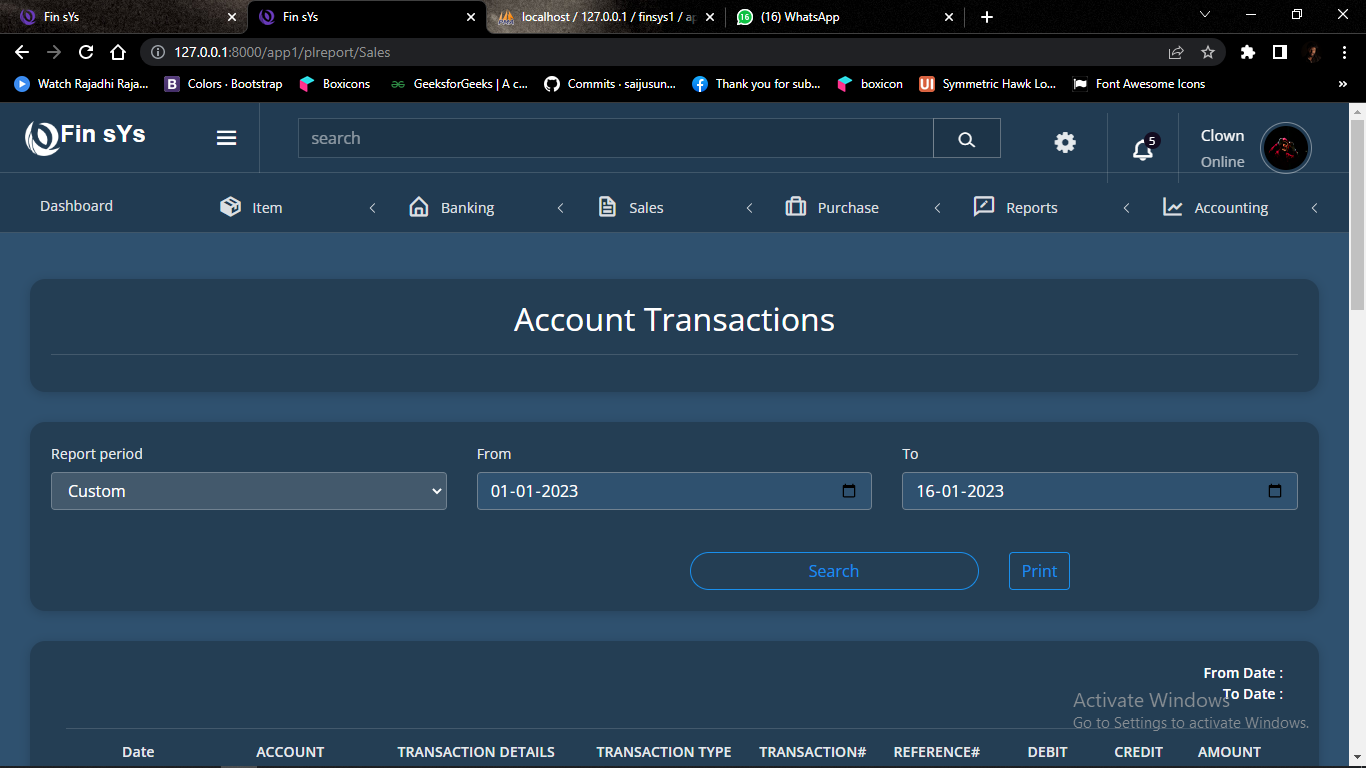 Fin sYs
Fin sYs
localhost / 127.0.0.1 / finsys1 / ap
(16) WhatsApp
127.0.0.1:8000/app1/plreport/Sales
Watch Rajadhi Raja...
Colors · Bootstrap
Boxicons
GeeksforGeeks | A c...
Commits · saijusun...
Thank you for sub...
boxicon
Symmetric Hawk Lo...
Font Awesome Icons
»
Fin sYs
search
5
Clown
Online
Dashboard
Item
Banking
Sales
Purchase
Reports
Accounting
Account Transactions
Report period
From
To
Custom
01-01-2023
16-01-2023
Search
Print
From Date :
To Date :
Activate Windows
Go to Settings to activate Windows.
Date ACCOUNT TRANSACTION DETAILS TRANSACTION TYPE TRANSACTION# REFERENCE# DEBIT CREDIT AMOUNT